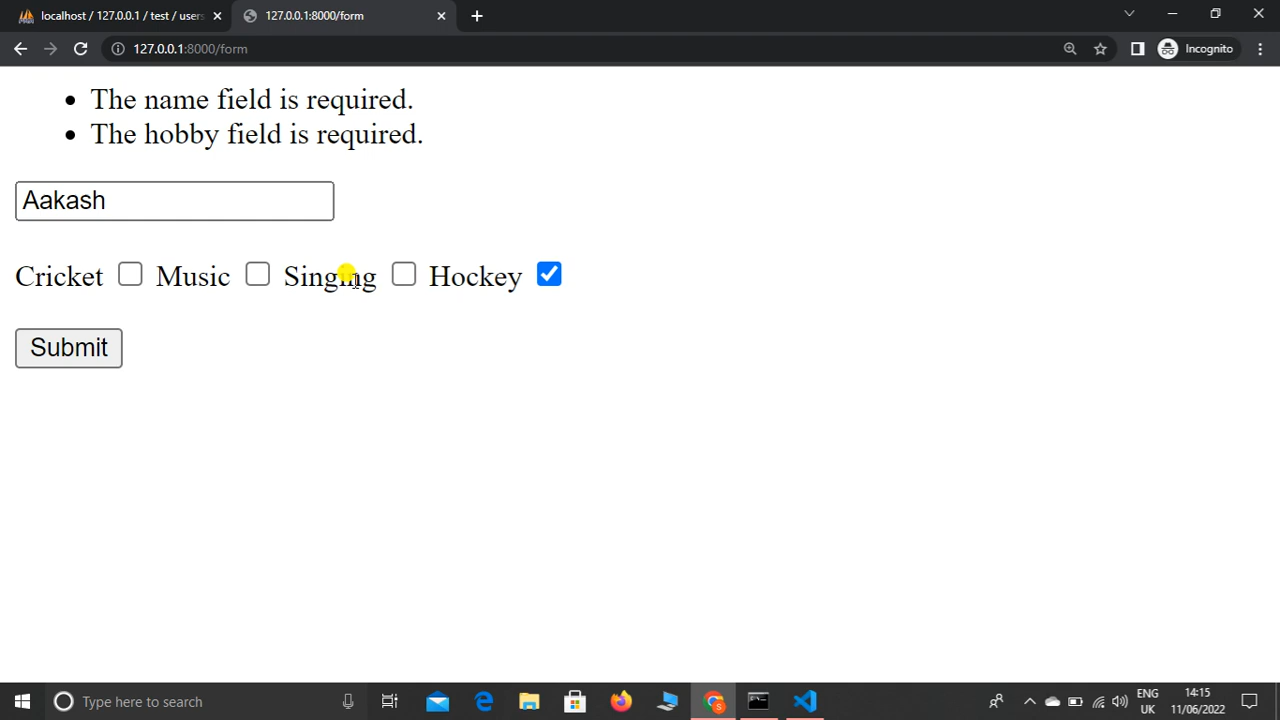 localhost / 127.0.0.1 / test / users
127.0.0.1:8000/form
127.0.0.1:8000/form
Incognito
The name field is required.
The hobby field is required.
Aakash
Cricket Music Singing Hockey
Submit
Type here to search
ENG
UK
14:15
11/06/2022